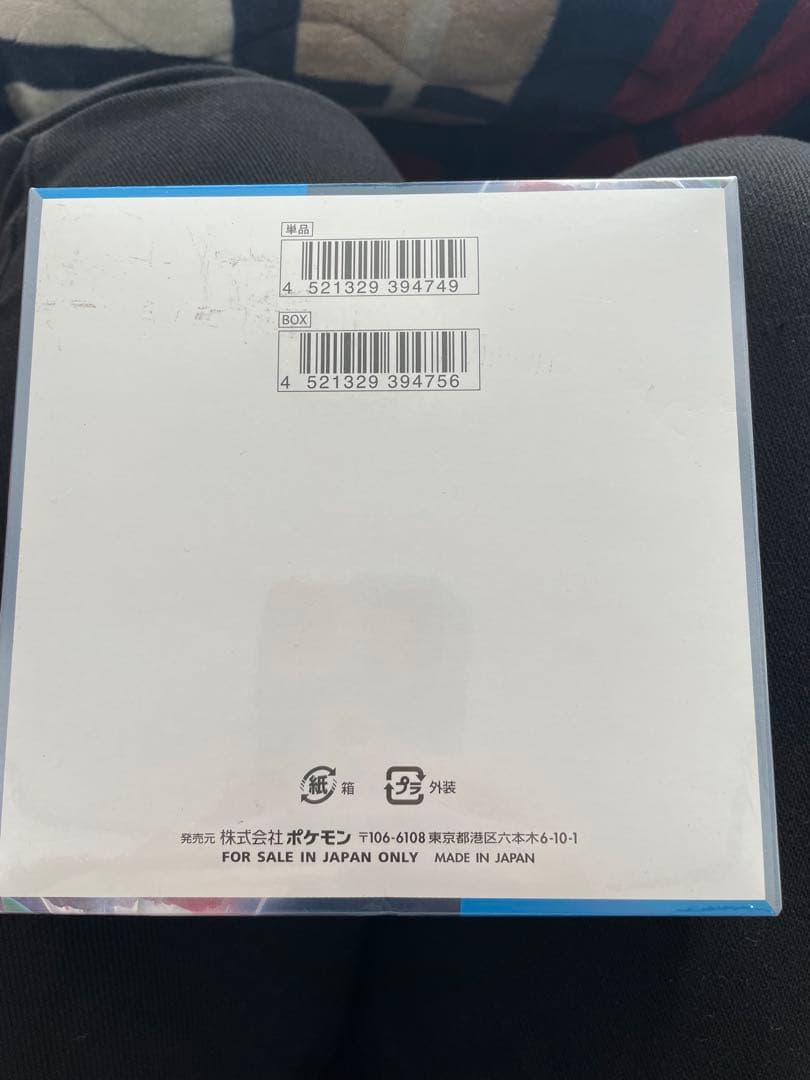 単品
4 521329 394749
BOX
4 521329 394756
紙 箱 プラ 外装
発売元 株式会社ポケモン 〒106-6108 東京都港区六本木6-10-1
FOR SALE IN JAPAN ONLY MADE IN JAPAN